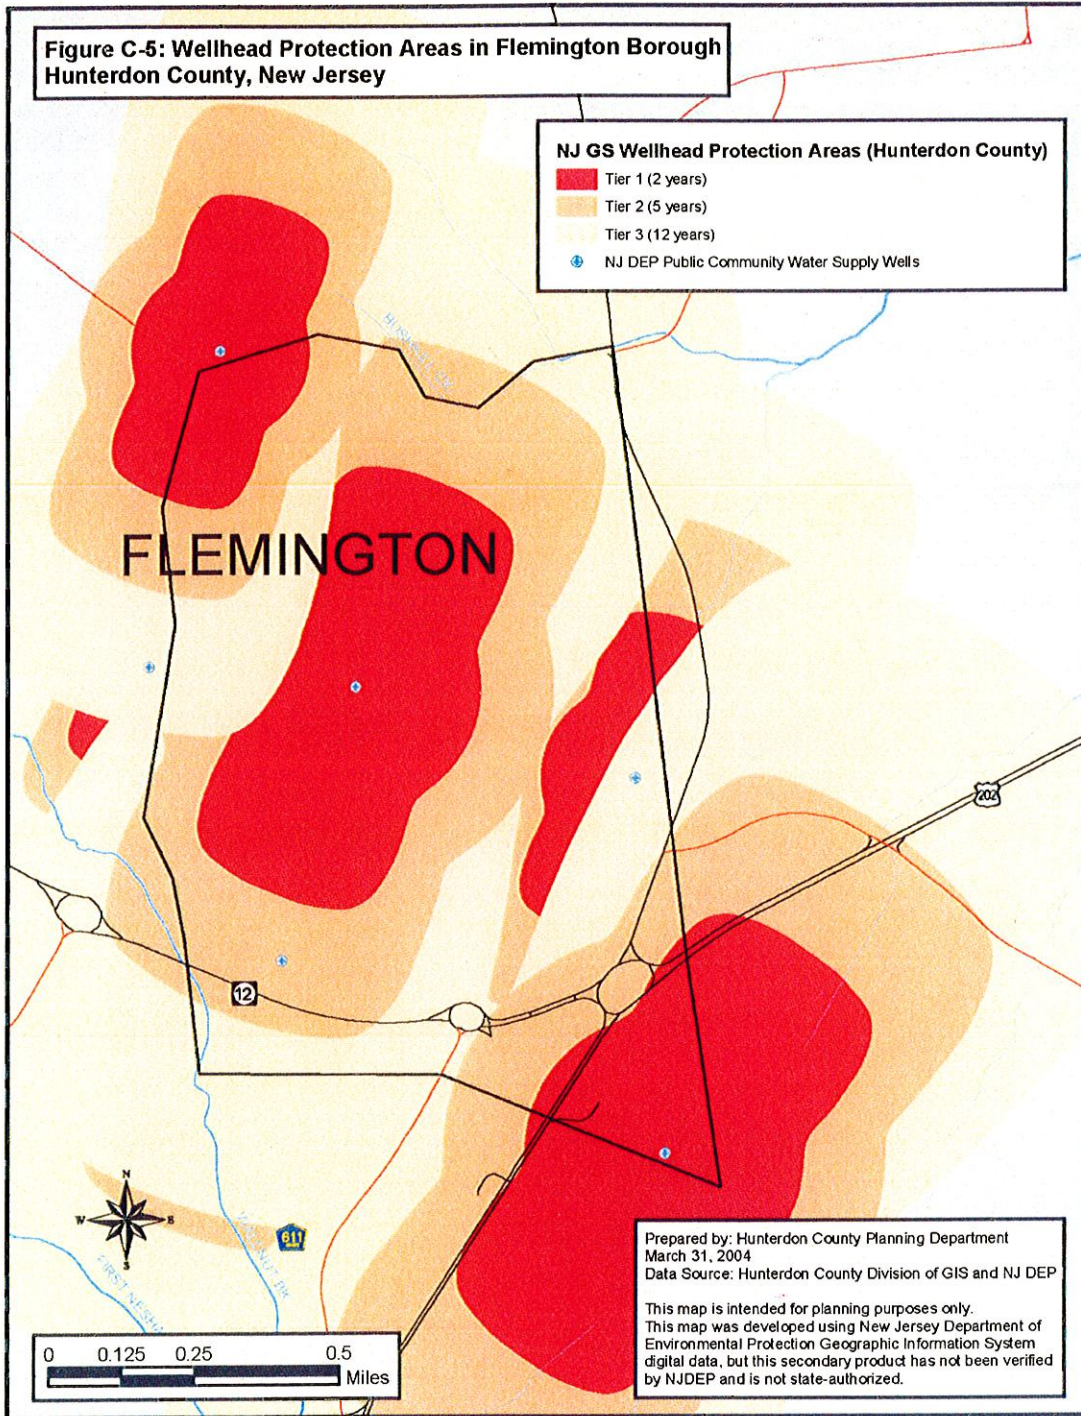 Figure C-5: Wellhead Protection Areas in Flemington Borough
Hunterdon County, New Jersey
NJ GS Wellhead Protection Areas (Hunterdon County)
Tier 1 (2 years)
Tier 2 (5 years)
Tier 3 (12 years)
NJ DEP Public Community Water Supply Wells
FLEMINGTON
202
12
N
W
E
S
611
WALNUT BK
FIRST NESHA
0 0.125 0.25 0.5
Miles
Prepared by: Hunterdon County Planning Department
March 31, 2004
Data Source: Hunterdon County Division of GIS and NJ DEP
This map is intended for planning purposes only.
This map was developed using New Jersey Department of
Environmental Protection Geographic Information System
digital data, but this secondary product has not been verified
by NJDEP and is not state-authorized.